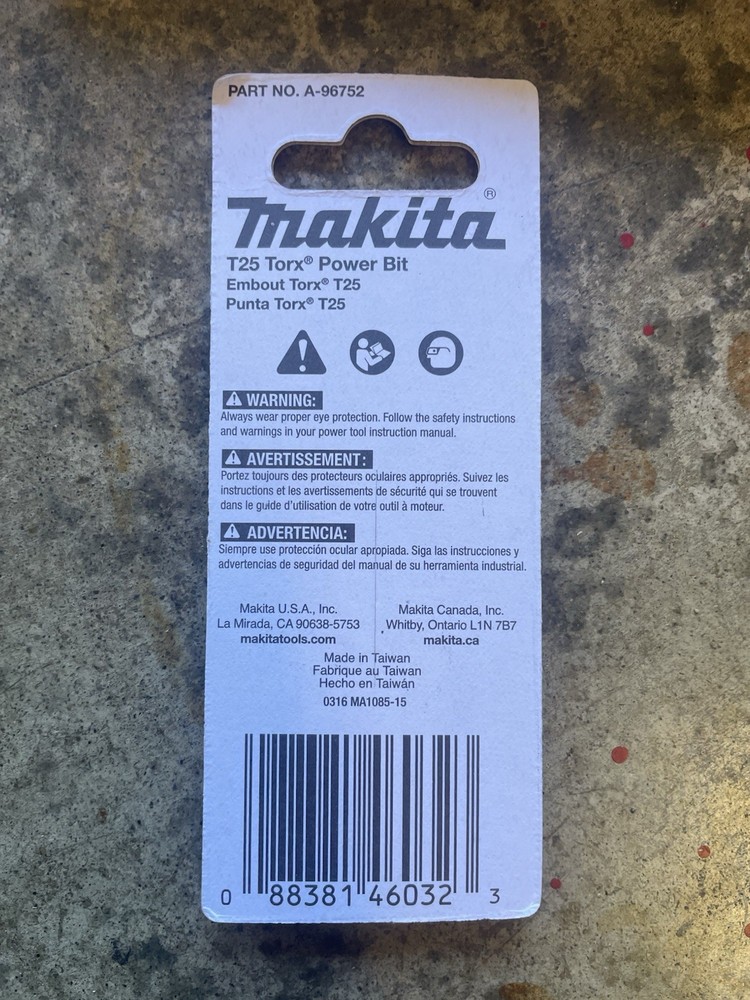 PART NO. A-96752
makita®
T25 Torx® Power Bit
Embout Torx® T25
Punta Torx® T25
WARNING:
Always wear proper eye protection. Follow the safety instructions
and warnings in your power tool instruction manual.
AVERTISSEMENT:
Portez toujours des protecteurs oculaires appropriés. Suivez les
instructions et les avertissements de sécurité qui se trouvent
dans le guide d'utilisation de votre outil à moteur.
ADVERTENCIA:
Siempre use protección ocular apropiada. Siga las instrucciones y
advertencias de seguridad del manual de su herramienta industrial.
Makita U.S.A., Inc.
La Mirada, CA 90638-5753
makitatools.com
Makita Canada, Inc.
Whitby, Ontario L1N 7B7
makita.ca
Made in Taiwan
Fabrique au Taiwan
Hecho en Taiwán
0316 MA1085-15
0 88381 46032 3